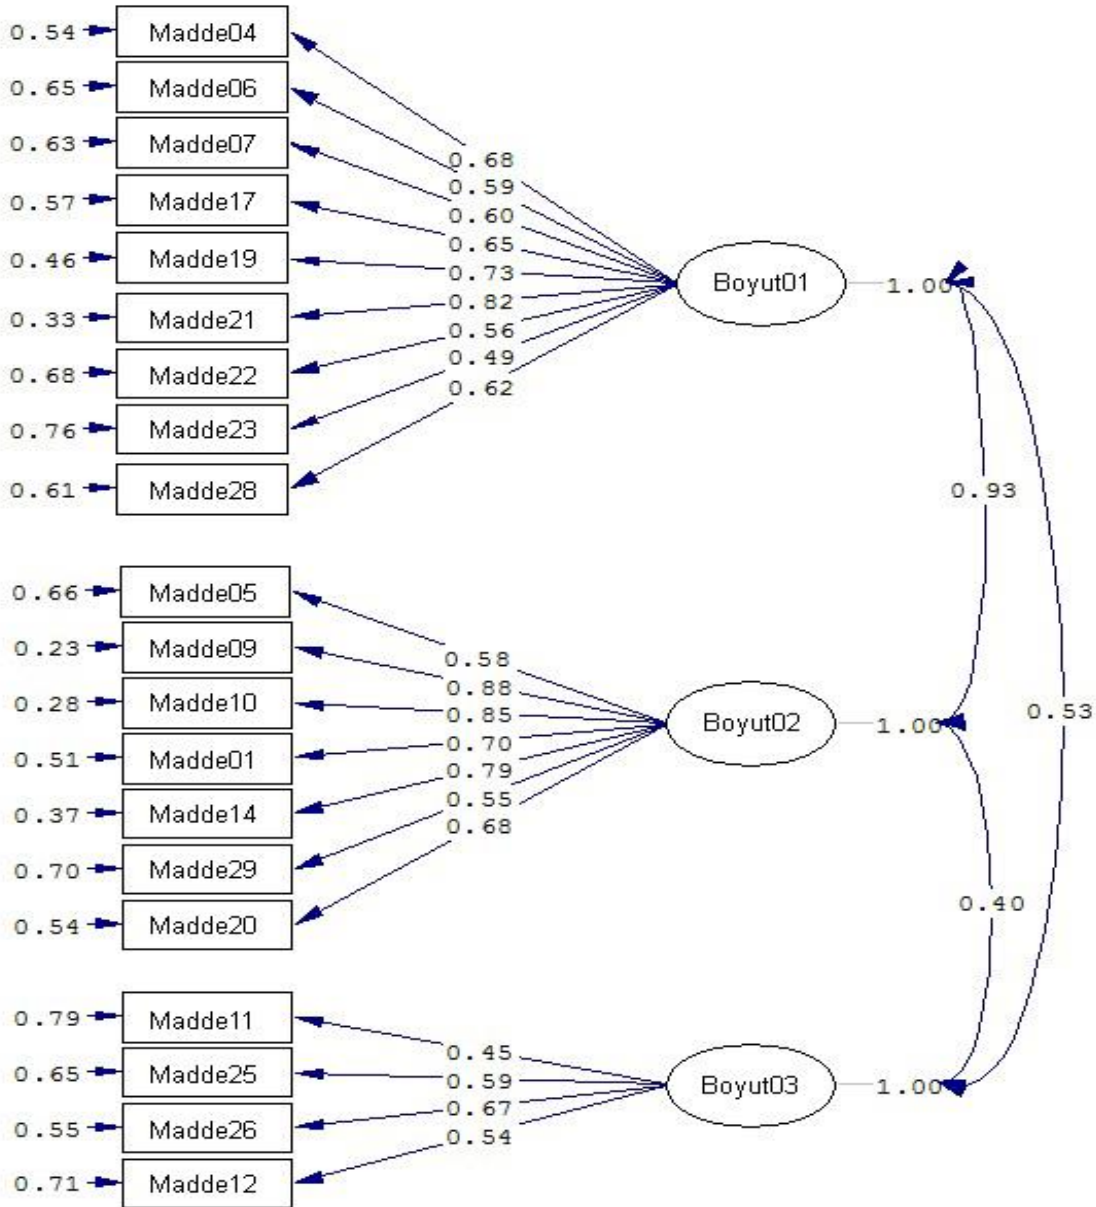 0.54 Madde04
0.65 Madde06
0.63 Madde07
0.57 Madde17
0.46 Madde19
0.33 Madde21
0.68 Madde22
0.76 Madde23
0.61 Madde28
0.68
0.59
0.60
0.65
0.73
0.82
0.56
0.49
0.62
Boyut01 1.00
0.93
0.53
0.66 Madde05
0.23 Madde09
0.28 Madde10
0.51 Madde01
0.37 Madde14
0.70 Madde29
0.54 Madde20
0.58
0.88
0.85
0.70
0.79
0.55
0.68
Boyut02 1.00
0.40
0.79 Madde11
0.65 Madde25
0.55 Madde26
0.71 Madde12
0.45
0.59
0.67
0.54
Boyut03 1.00